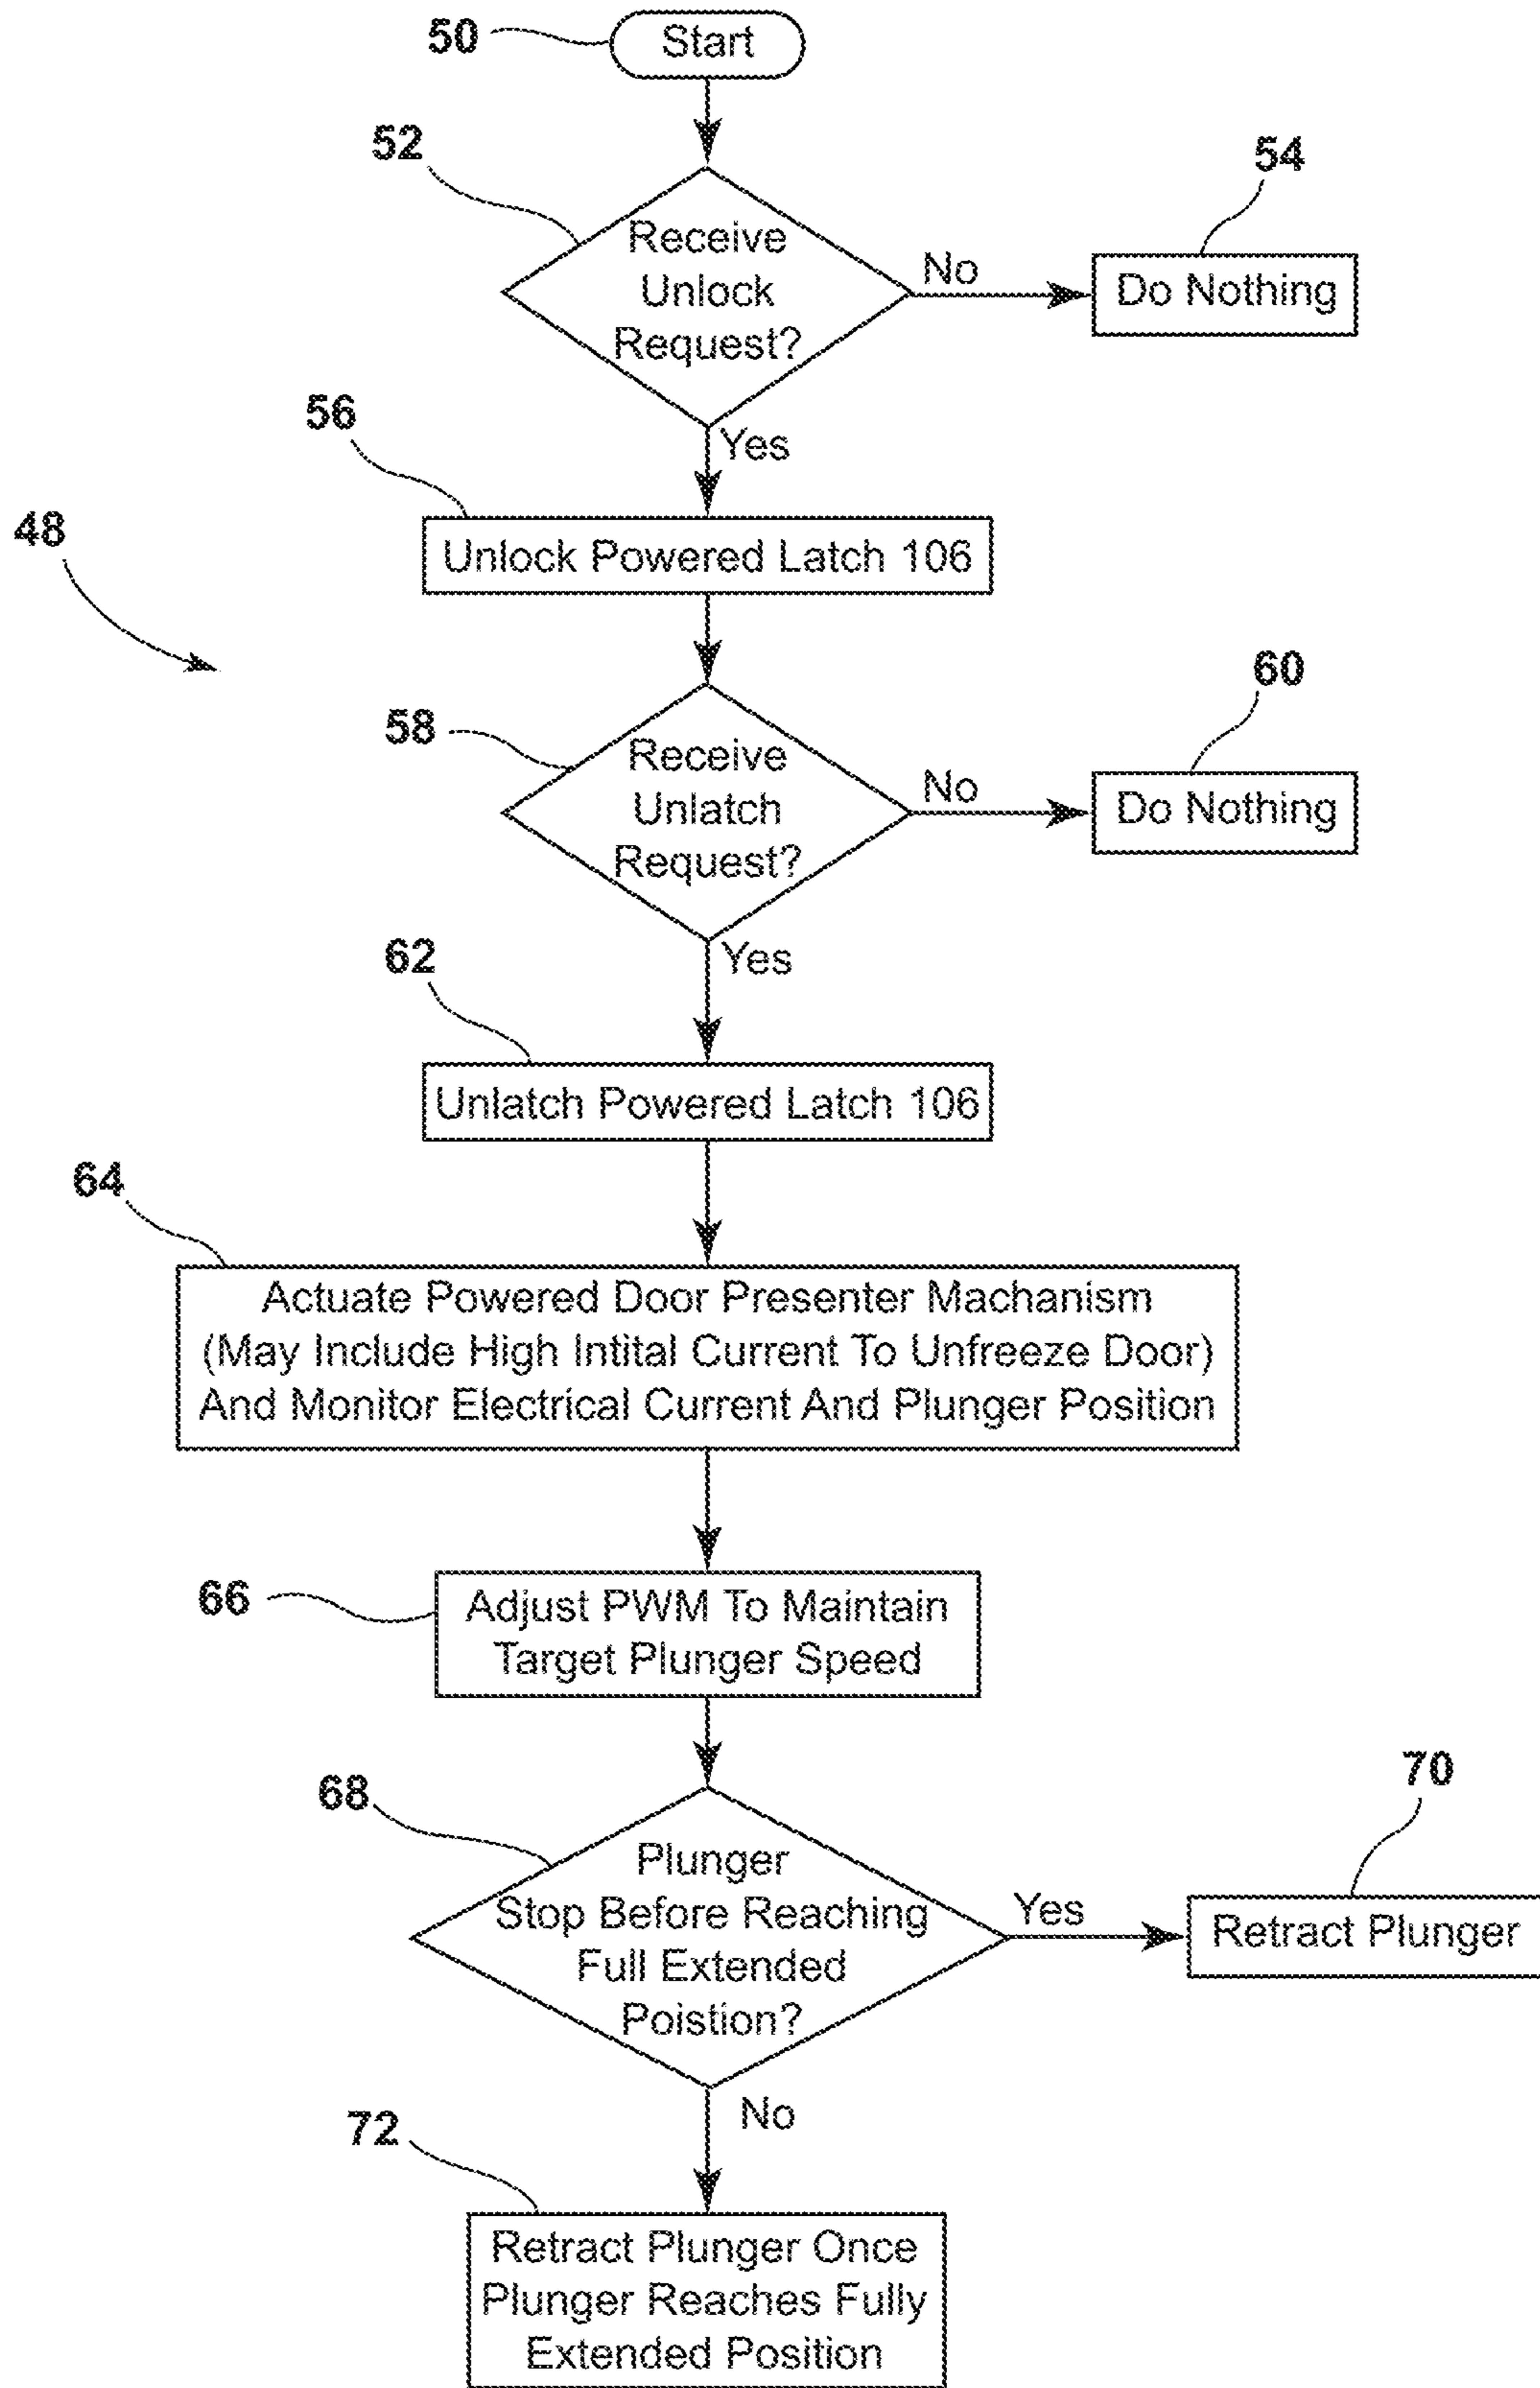 50
Start
52
Receive
Unlock
Request?
No
54
Do Nothing
Yes
56
Unlock Powered Latch 106
48
58
Receive
Unlatch
Request?
No
60
Do Nothing
Yes
62
Unlatch Powered Latch 106
64
Actuate Powered Door Presenter Machanism
(May Include High Intital Current To Unfreeze Door)
And Monitor Electrical Current And Plunger Position
66
Adjust PWM To Maintain
Target Plunger Speed
68
Plunger
Stop Before Reaching
Full Extended
Poistion?
Yes
70
Retract Plunger
No
72
Retract Plunger Once
Plunger Reaches Fully
Extended Position